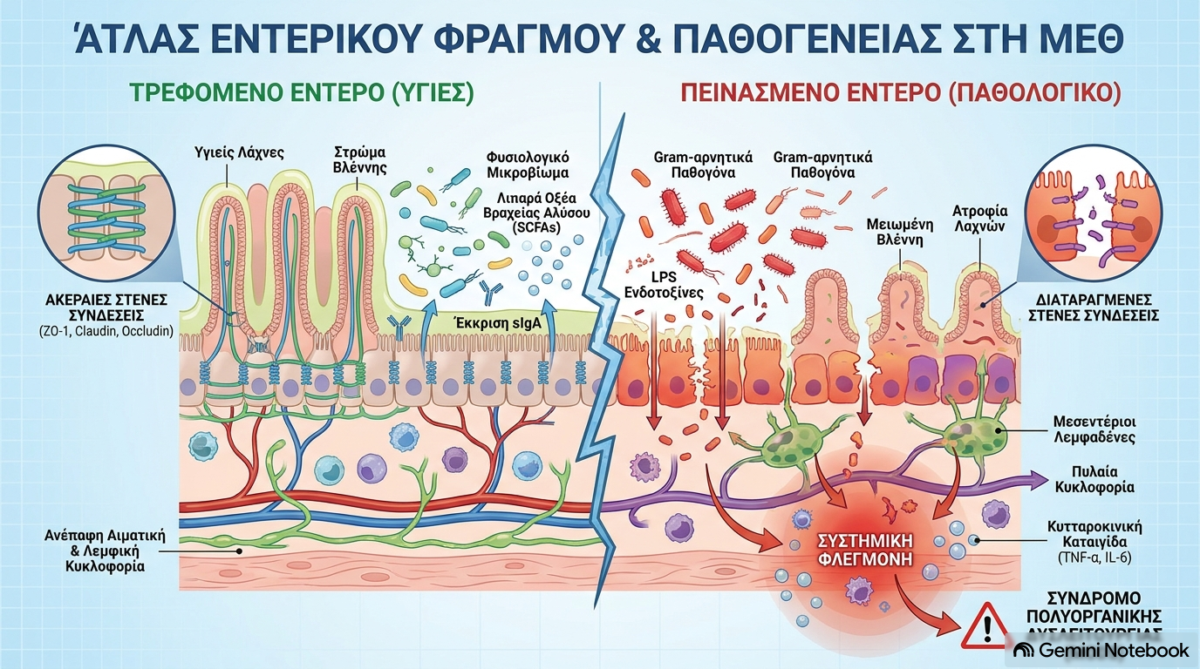 ΆΤΛΑΣ ΕΝΤΕΡΙΚΟΥ ΦΡΑΓΜΟΥ & ΠΑΘΟΓΕΝΕΙΑΣ ΣΤΗ ΜΕΘ
ΤΡΕΦΟΜΕΝΟ ΕΝΤΕΡΟ (ΥΓΙΕΣ)
Υγιείς Λάχνες
Στρώμα
Βλέννης
Φυσιολογικό
Μικροβίωμα
Λιπαρά Οξέα
Βραχείας Αλύσου
(SCFAs)
ΑΚΕΡΑΙΕΣ ΣΤΕΝΕΣ
ΣΥΝΔΕΣΕΙΣ
(ZO-1, Claudin, Occludin)
Έκκριση sIgA
Ανέπαφη Αιματική
& Λεμφική
Κυκλοφορία
ΠΕΙΝΑΣΜΕΝΟ ΕΝΤΕΡΟ (ΠΑΘΟΛΟΓΙΚΟ)
Gram-αρνητικά
Παθογόνα
Gram-αρνητικά
Παθογόνα
Μειωμένη
Βλέννη
Ατροφία
Λαχνών
LPS
Ενδοτοξίνες
ΔΙΑΤΑΡΑΓΜΕΝΕΣ
ΣΤΕΝΕΣ ΣΥΝΔΕΣΕΙΣ
Μεσεντέριοι
Λεμφαδένες
Πυλαία
Κυκλοφορία
Κυτταροκινική
Καταιγίδα
(TNF-α, IL-6)
ΣΥΣΤΗΜΙΚΗ
ΦΛΕΓΜΟΝΗ
ΣΥΝΔΡΟΜΟ
ΠΟΛΥΟΡΓΑΝΙΚΗΣ
Gemini Notebook